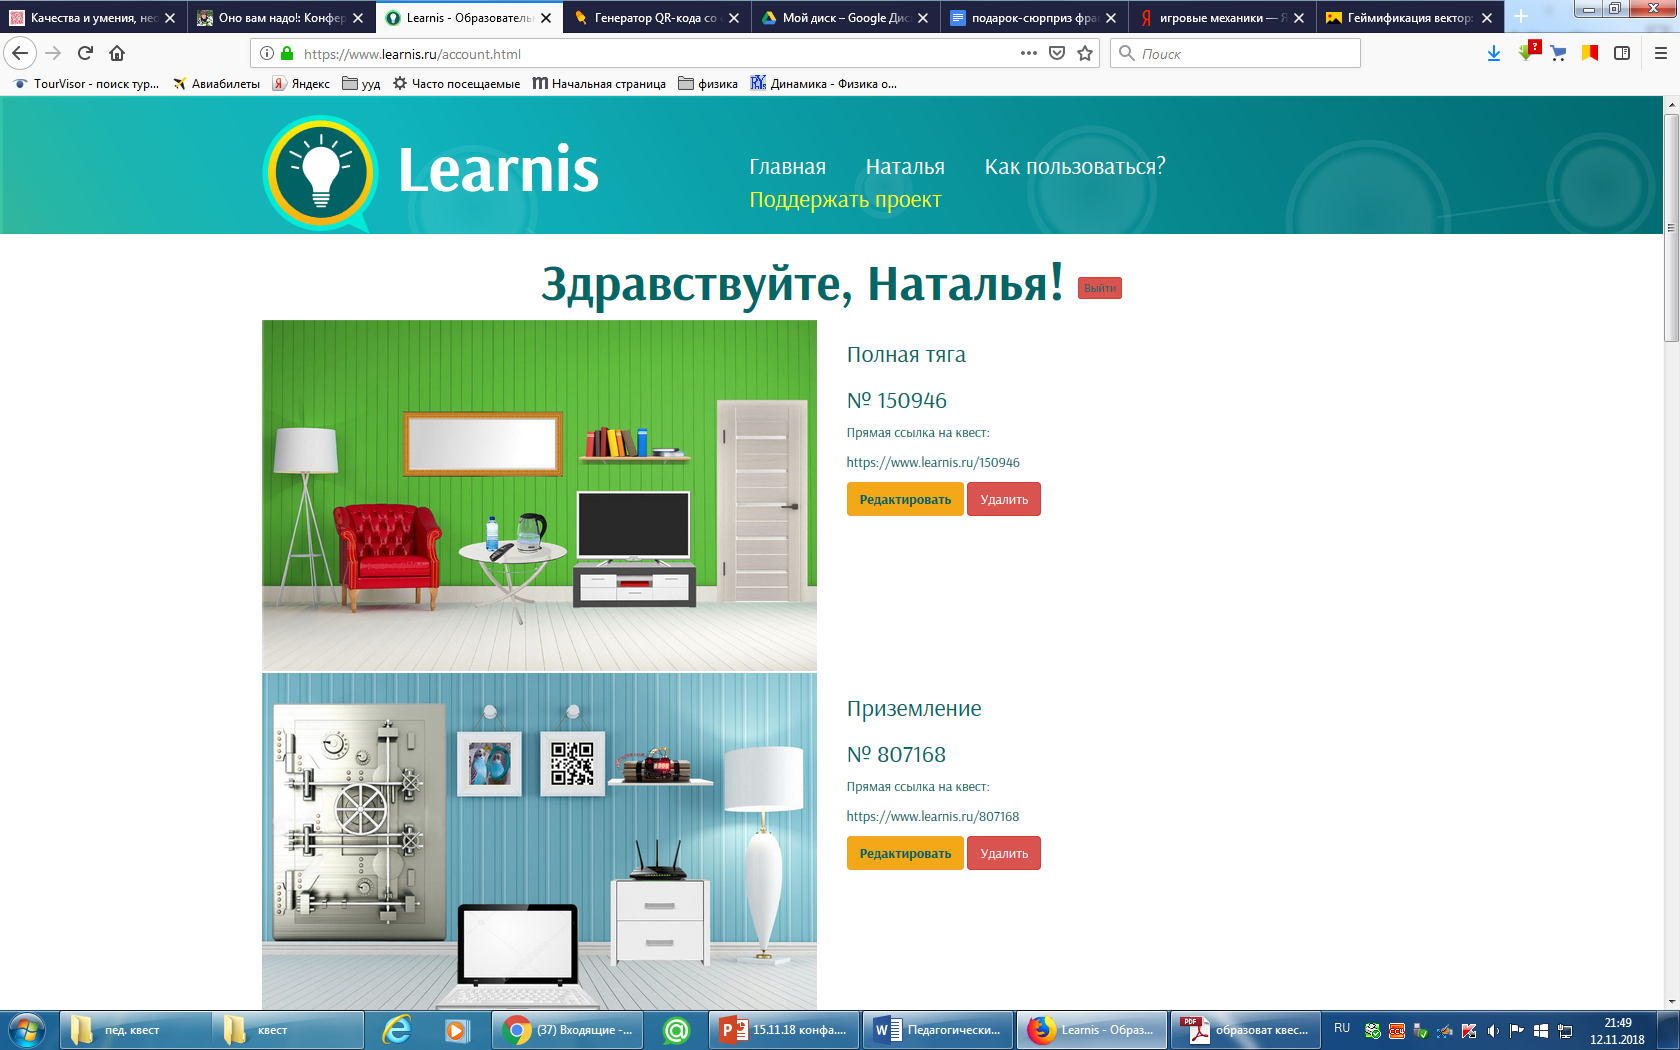 Качества и умения, нео
Оно вам надо!: Конфер
Learnis - Образователь
Генератор QR-кода со
Мой диск – Google Дис
подарок-сюрприз фраг
игровые механики — Я
Геймификация вектор:
https://www.learnis.ru/account.html
Поиск
TourVisor - поиск тур...
Авиабилеты
Яндекс
ууд
Часто посещаемые
Начальная страница
физика
Динамика - Физика о...
Learnis
Главная
Наталья
Как пользоваться?
Поддержать проект
Здравствуйте, Наталья!
Выйти
Полная тяга
№ 150946
Прямая ссылка на квест:
https://www.learnis.ru/150946
Редактировать
Удалить
Приземление
№ 807168
Прямая ссылка на квест:
https://www.learnis.ru/807168
Редактировать
Удалить
пед. квест
квест
(37) Входящие -...
15.11.18 конфа....
Педагогически...
Learnis - Образ...
образоват квес...
RU
21:49
12.11.2018